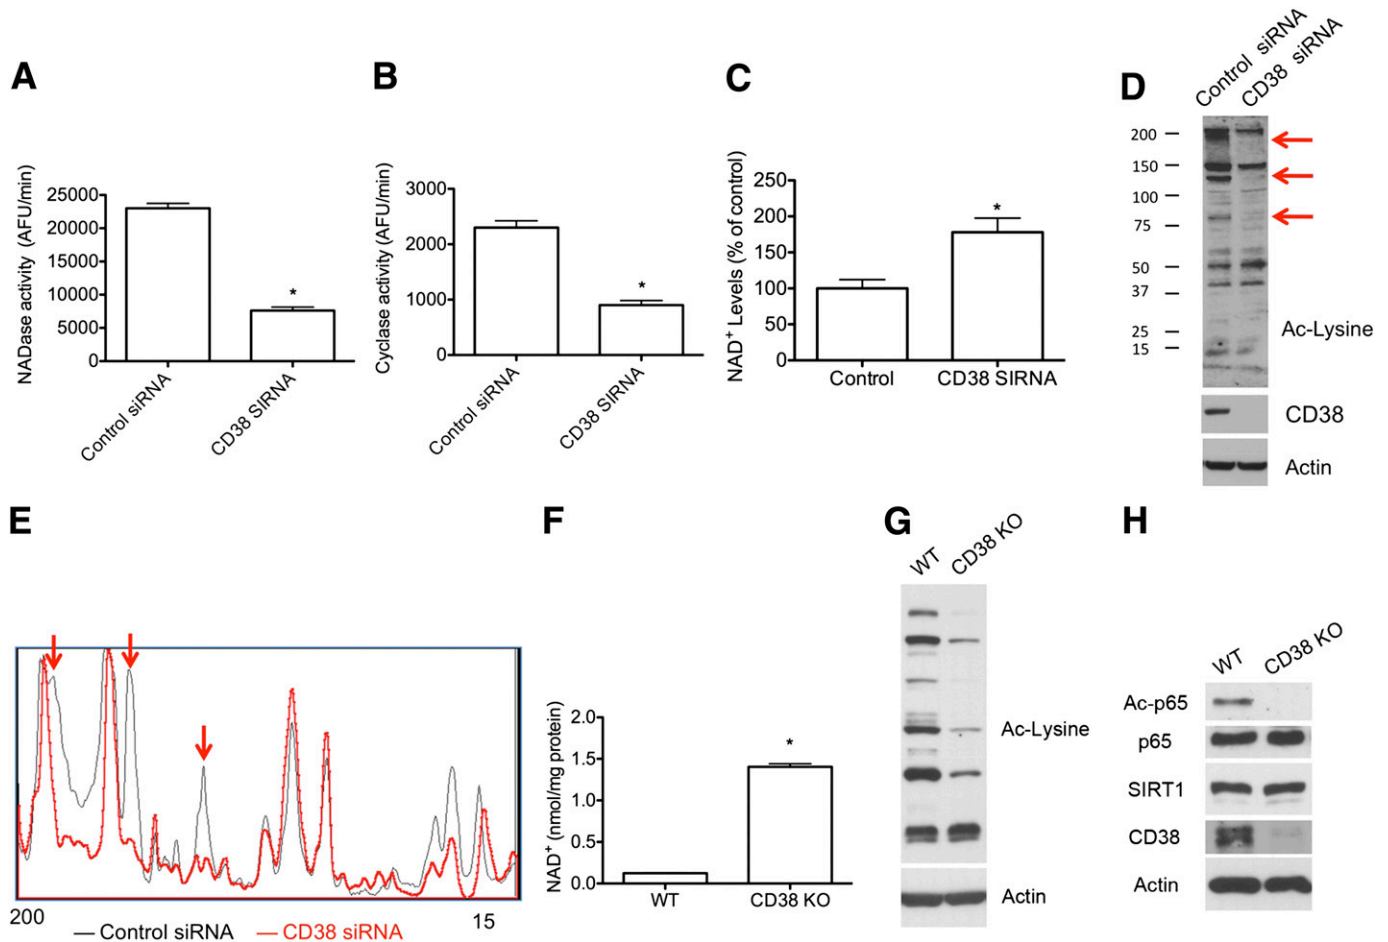 A
NADase activity (AFU/min)
25000
20000
15000
10000
5000
0
Control siRNA
CD38 SIRNA
B
Cyclase activity (AFU/min)
3000
2000
1000
0
Control siRNA
CD38 SIRNA
C
NAD+ Levels (% of control)
250
200
150
100
50
0
Control
CD38 SIRNA
*
*
*
D
Control siRNA
CD38 siRNA
200
150
100
75
50
37
25
15
Ac-Lysine
CD38
Actin
E
200
15
Control siRNA
CD38 siRNA
F
NAD+ (nmol/mg protein)
2.0
1.5
1.0
0.5
0.0
*
WT
CD38 KO
G
WT
CD38 KO
Ac-Lysine
Actin
H
WT
CD38 KO
Ac-p65
p65
SIRT1
CD38
Actin